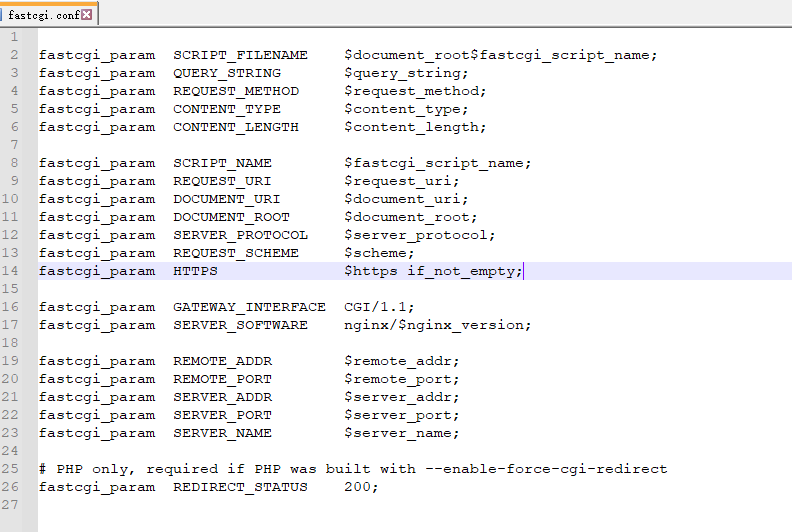 fastcgi.conf
1
2 fastcgi_param  SCRIPT_FILENAME    $document_root$fastcgi_script_name;
3 fastcgi_param  QUERY_STRING       $query_string;
4 fastcgi_param  REQUEST_METHOD     $request_method;
5 fastcgi_param  CONTENT_TYPE       $content_type;
6 fastcgi_param  CONTENT_LENGTH     $content_length;
7
8 fastcgi_param  SCRIPT_NAME        $fastcgi_script_name;
9 fastcgi_param  REQUEST_URI        $request_uri;
10 fastcgi_param  DOCUMENT_URI       $document_uri;
11 fastcgi_param  DOCUMENT_ROOT      $document_root;
12 fastcgi_param  SERVER_PROTOCOL    $server_protocol;
13 fastcgi_param  REQUEST_SCHEME     $scheme;
14 fastcgi_param  HTTPS              $https if_not_empty;
15
16 fastcgi_param  GATEWAY_INTERFACE  CGI/1.1;
17 fastcgi_param  SERVER_SOFTWARE    nginx/$nginx_version;
18
19 fastcgi_param  REMOTE_ADDR        $remote_addr;
20 fastcgi_param  REMOTE_PORT        $remote_port;
21 fastcgi_param  SERVER_ADDR        $server_addr;
22 fastcgi_param  SERVER_PORT        $server_port;
23 fastcgi_param  SERVER_NAME        $server_name;
24
25 # PHP only, required if PHP was built with --enable-force-cgi-redirect
26 fastcgi_param  REDIRECT_STATUS    200;
27